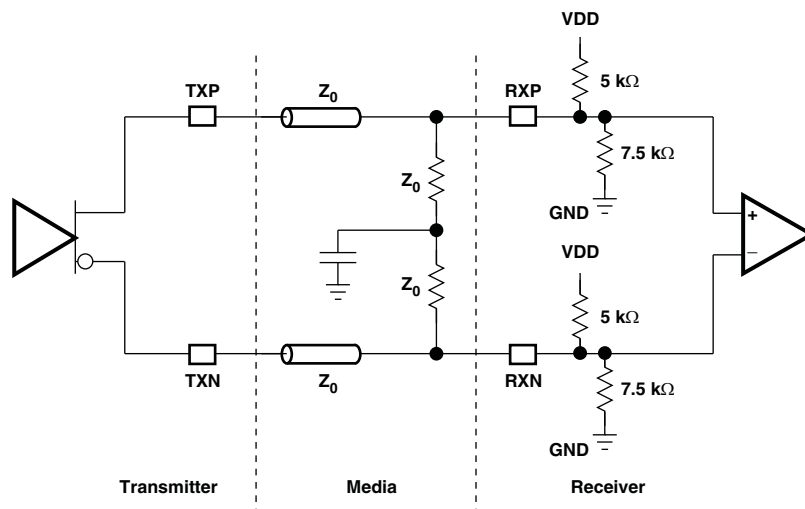 VDD
5 kΩ
TXP
Z0
RXP
7.5 kΩ
Z0
GND
+
VDD
−
Z0
5 kΩ
TXN
Z0
RXN
7.5 kΩ
GND
Transmitter
Media
Receiver